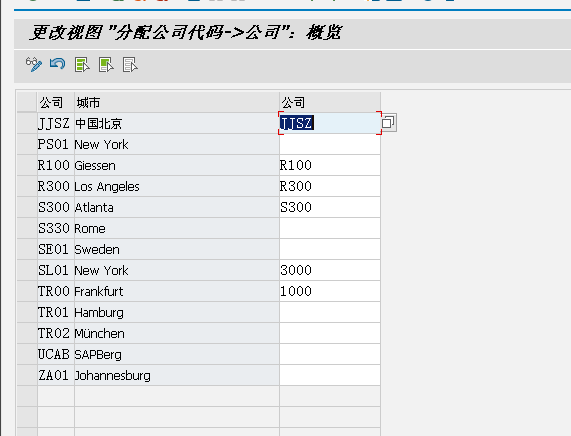 更改视图 "分配公司代码->公司": 概览
公司 城市 公司
JJSZ 中国北京 JJSZ
PS01 New York
R100 Giessen R100
R300 Los Angeles R300
S300 Atlanta S300
S330 Rome
SE01 Sweden
SL01 New York 3000
TR00 Frankfurt 1000
TR01 Hamburg
TR02 München
UCAB SAPBerg
ZA01 Johannesburg